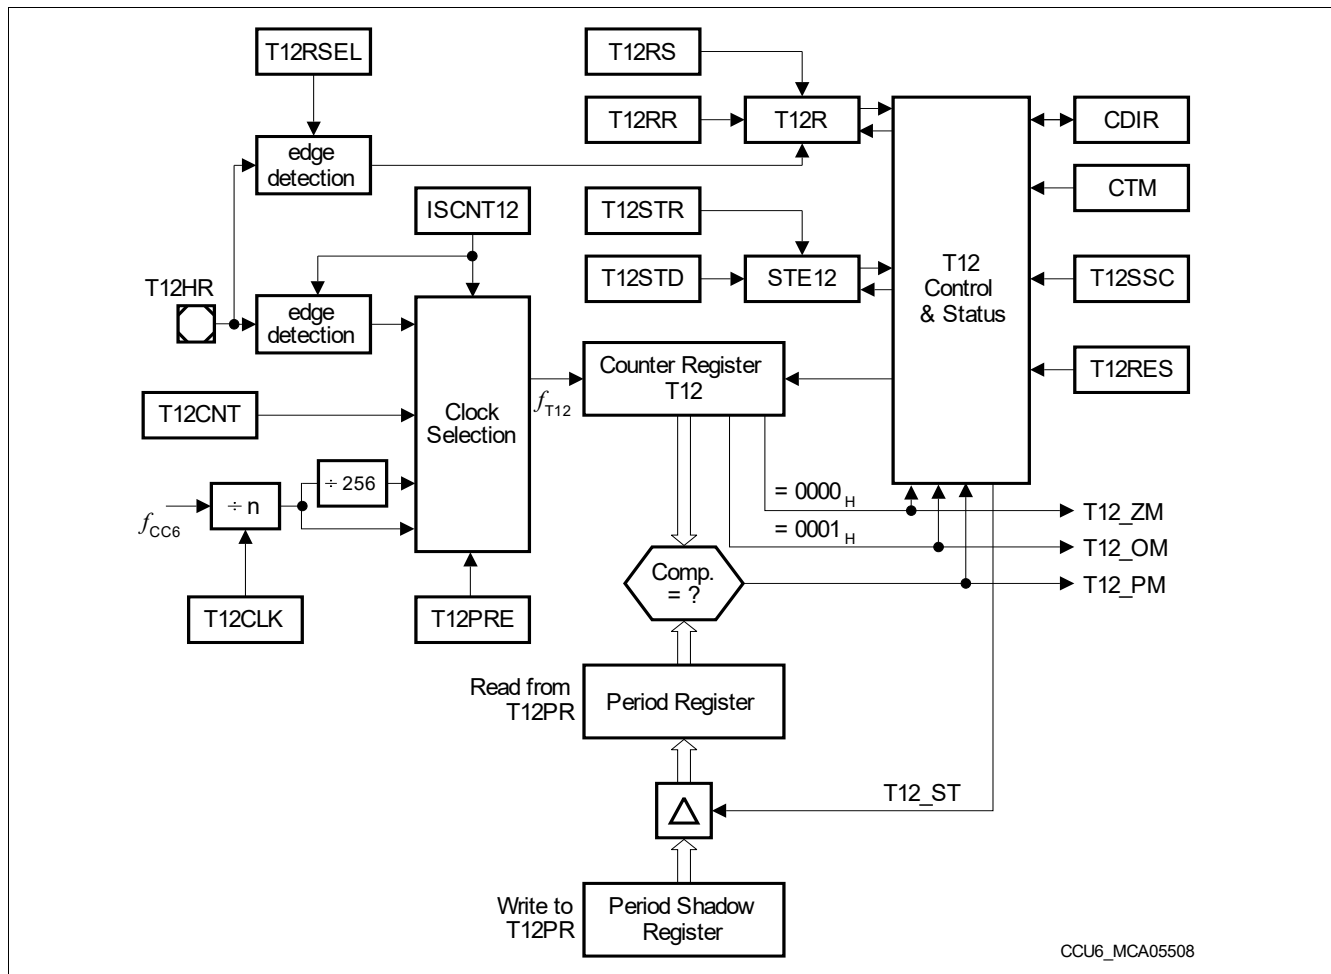 T12RSEL
T12RS
T12RR
T12R
CDIR
edge
detection
CTM
ISCNT12
T12STR
T12STD
STE12
T12
Control
& Status
T12SSC
T12HR
edge
detection
T12RES
Counter Register
T12
fT12
T12CNT
Clock
Selection
÷ 256
÷ n
fCC6
= 0000H
T12_ZM
= 0001H
T12_OM
Comp.
= ?
T12_PM
T12CLK
T12PRE
Read from
T12PR
Period Register
T12_ST
Write to
T12PR
Period Shadow
Register
CCU6_MCA05508